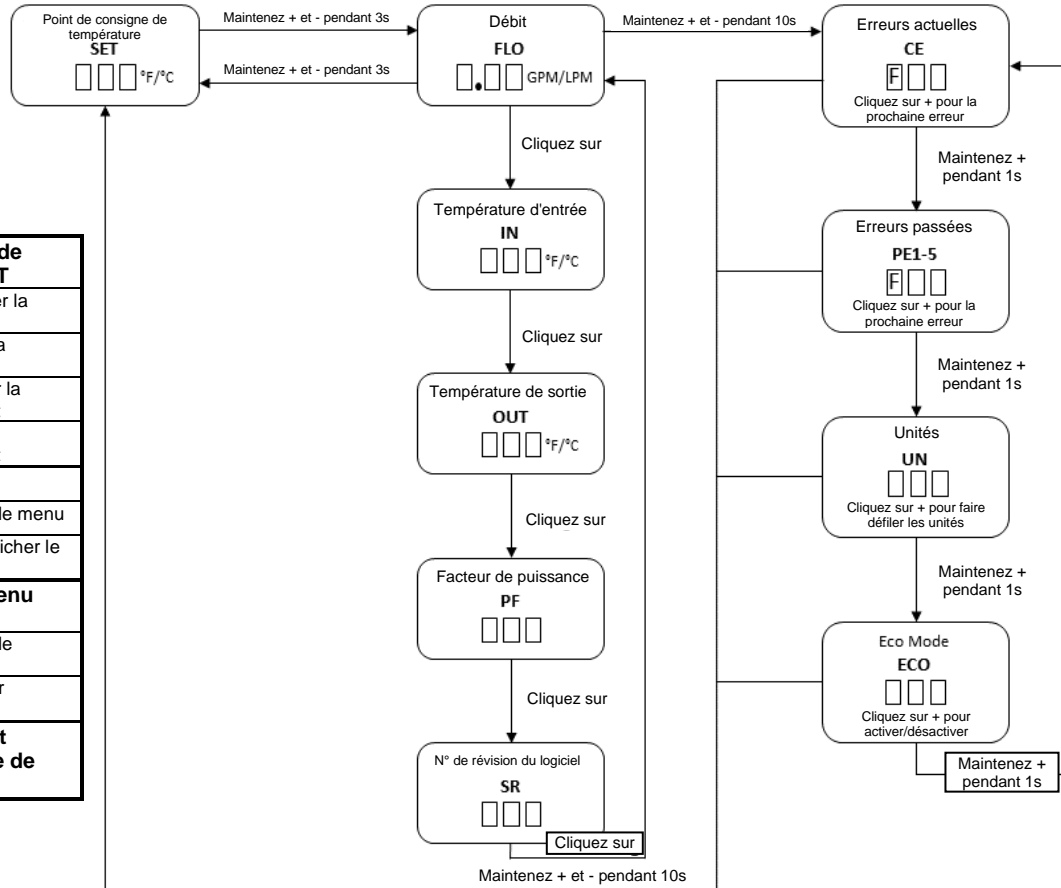 Point de consigne de
température
SET
°F/°C
Maintenez + et - pendant 3s
Maintenez + et - pendant 3s
Débit
FLO
GPM/LPM
Maintenez + et - pendant 10s
Erreurs actuelles
CE
F
Cliquez sur + pour la
prochaine erreur
Cliquez sur
Température d'entrée
IN
°F/°C
Cliquez sur
Température de sortie
OUT
°F/°C
Cliquez sur
Facteur de puissance
PF
Cliquez sur
N° de révision du logiciel
SR
Cliquez sur
Maintenez + et - pendant 10s
Maintenez +
pendant 1s
Erreurs passées
PE1-5
F
Cliquez sur + pour la
prochaine erreur
Maintenez +
pendant 1s
Unités
UN
Cliquez sur + pour faire
défiler les unités
Maintenez +
pendant 1s
Eco Mode
ECO
Cliquez sur + pour
activer/désactiver
Maintenez +
pendant 1s
de
T
er la
a
r la
le menu
icher le
enu
de
r
t
e de